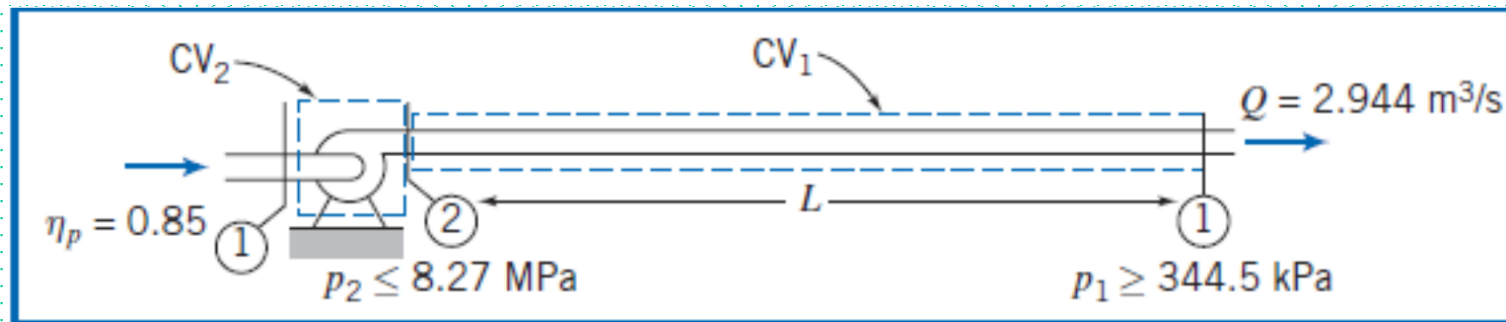 CV₂
CV₁
Q = 2.944 m³/s
ηₚ = 0.85
1
2
L
1
p₂ ≤ 8.27 MPa
p₁ ≥ 344.5 kPa